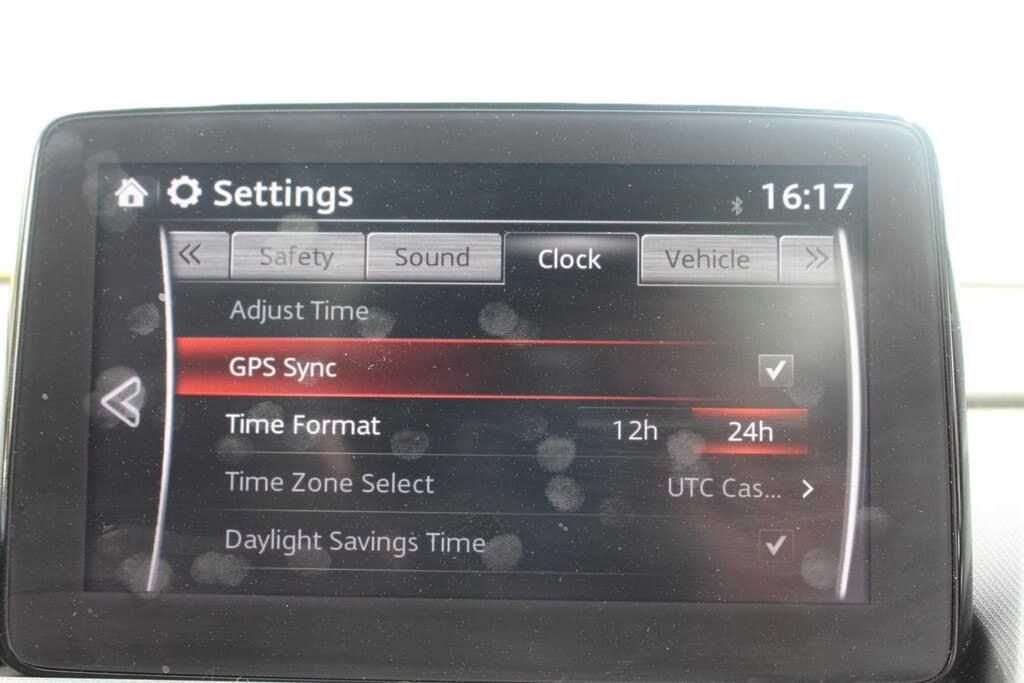 Settings 16:17
Safety Sound Clock Vehicle
Adjust Time
GPS Sync
Time Format 12h 24h
Time Zone Select UTC Cas...
Daylight Savings Time